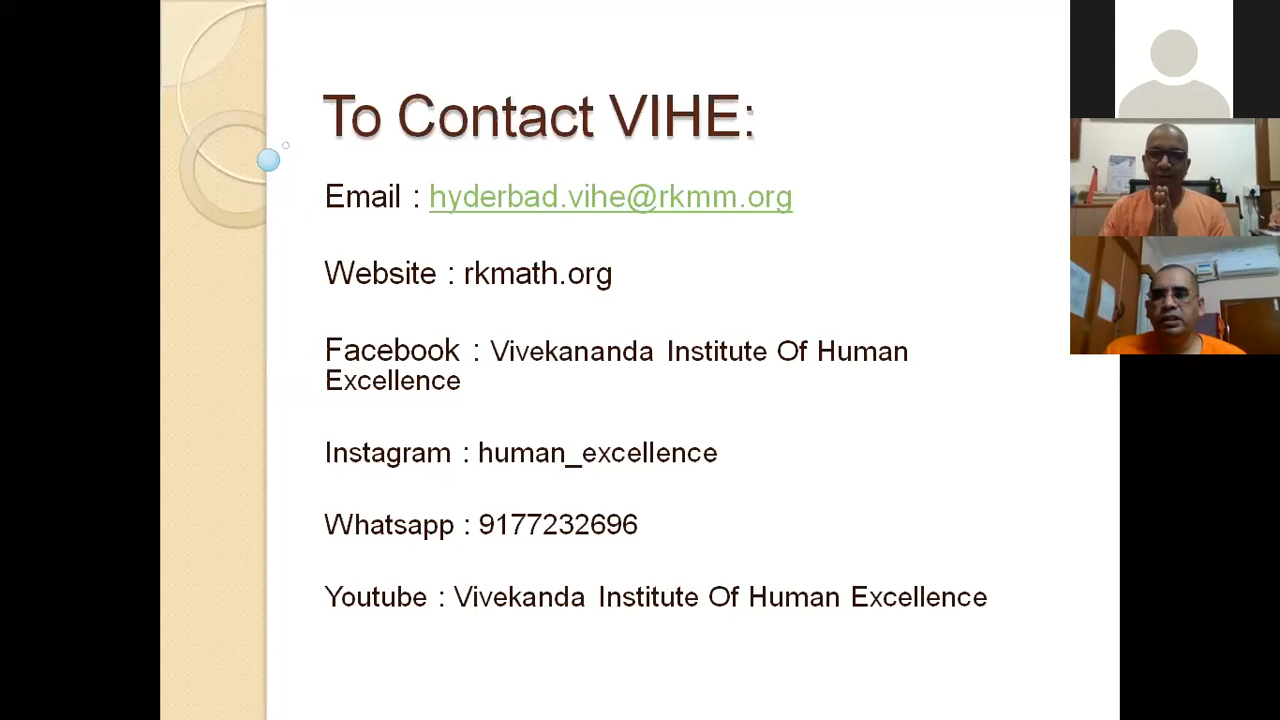 To Contact VIHE:
Email : hyderbad.vihe@rkmm.org
Website : rkmath.org
Facebook : Vivekananda Institute Of Human
Excellence
Instagram : human_excellence
Whatsapp : 9177232696
Youtube : Vivekanda Institute Of Human Excellence